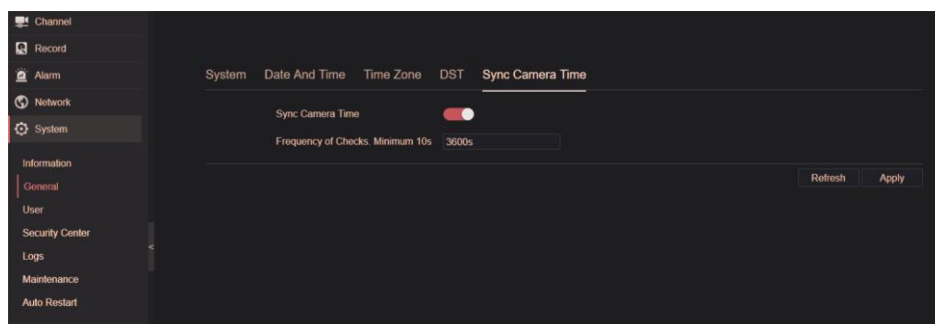 Channel
Record
Alarm
Network
System
Information
General
User
Security Center
Logs
Maintenance
Auto Restart
<
System Date And Time Time Zone DST Sync Camera Time
Sync Camera Time
Frequency of Checks. Minimum 10s 3600s
Refresh Apply